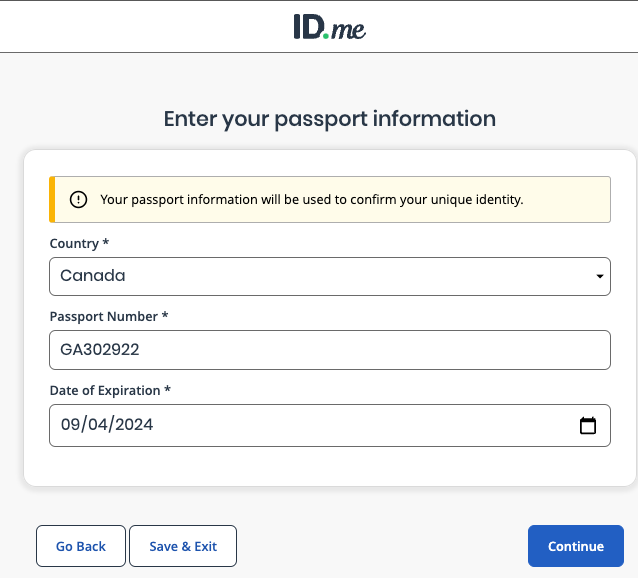 ID.me
Enter your passport information
Your passport information will be used to confirm your unique identity.
Country *
Canada
Passport Number *
GA302922
Date of Expiration *
09/04/2024
Go Back
Save & Exit
Continue